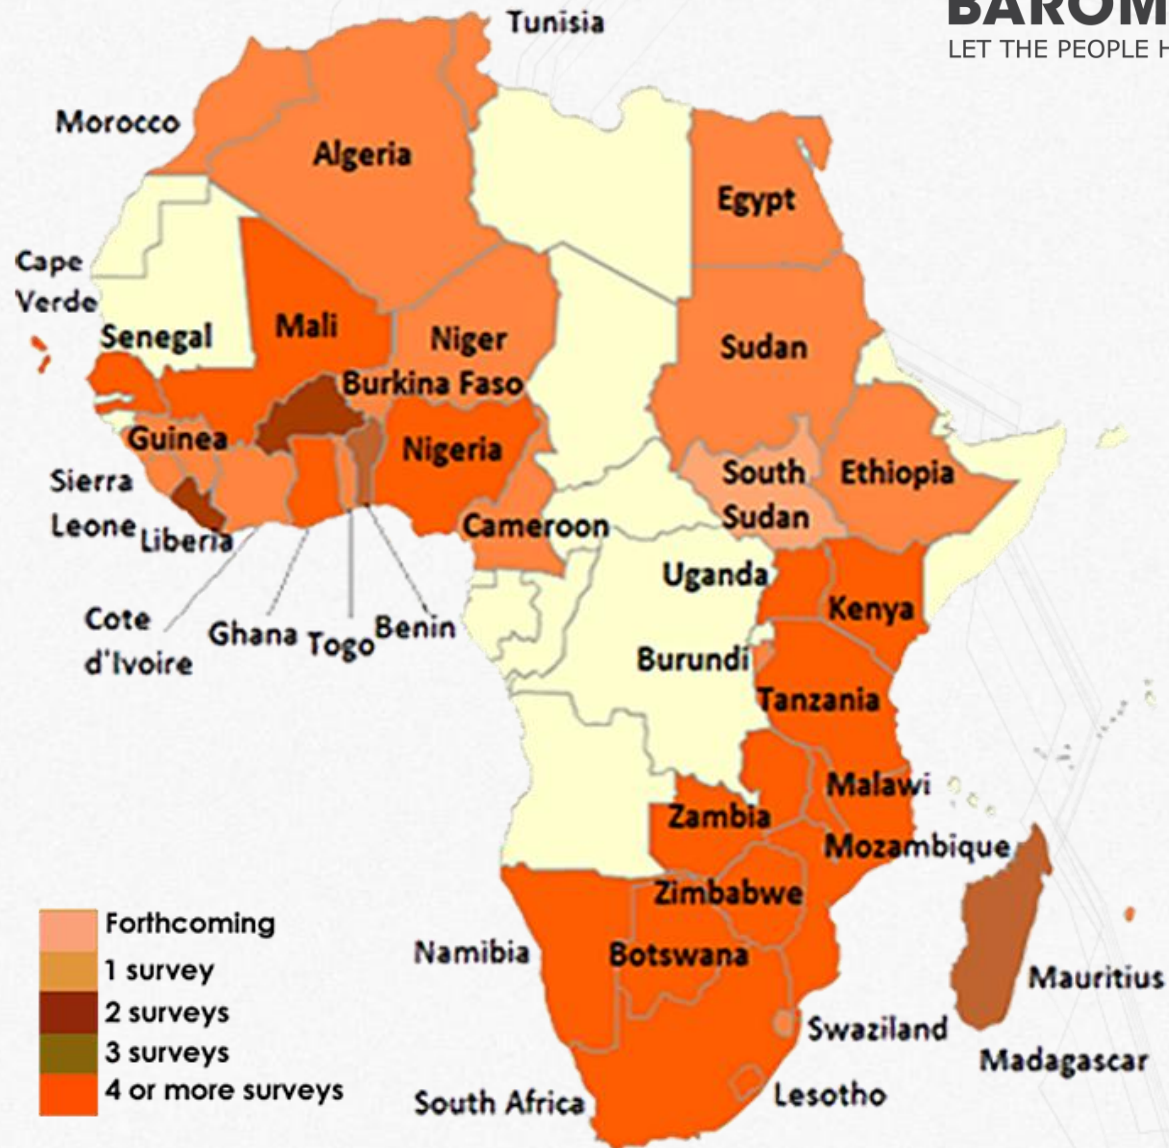 BAROM
LET THE PEOPLE H
Tunisia
Morocco
Algeria
Egypt
Cape
Verde
Senegal
Mali
Niger
Sudan
Burkina Faso
Guinea
Nigeria
South
Sudan
Ethiopia
Sierra
Leone
Liberia
Cameroon
Uganda
Kenya
Cote
d'Ivoire
Ghana
Togo
Benin
Burundi
Tanzania
Malawi
Zambia
Mozambique
Zimbabwe
Namibia
Botswana
Mauritius
Swaziland
Madagascar
South Africa
Lesotho
Forthcoming
1 survey
2 surveys
3 surveys
4 or more surveys